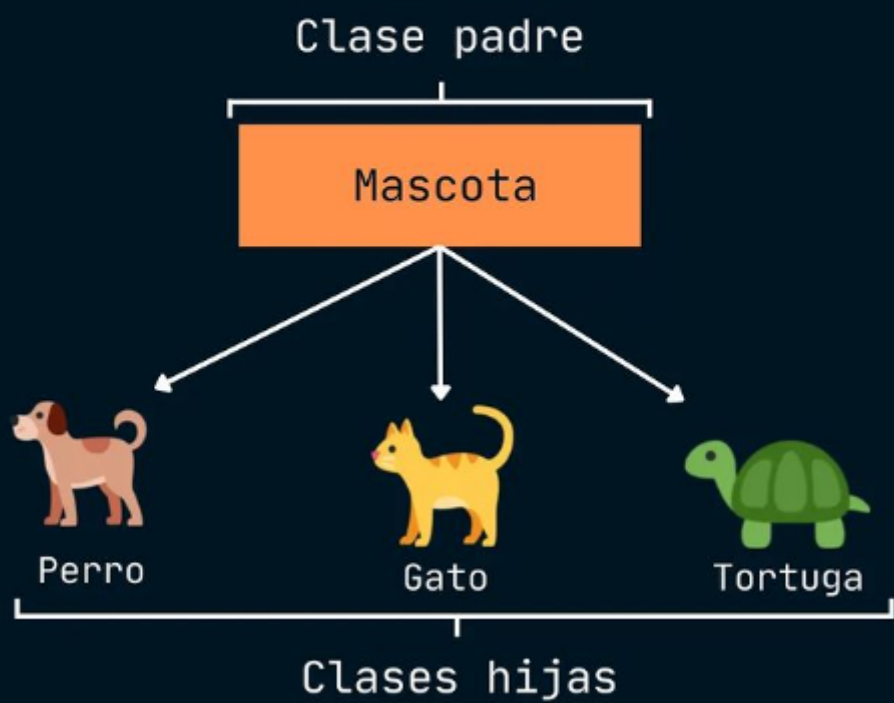 Clase padre
Mascota
Perro
Gato
Tortuga
Clases hijas